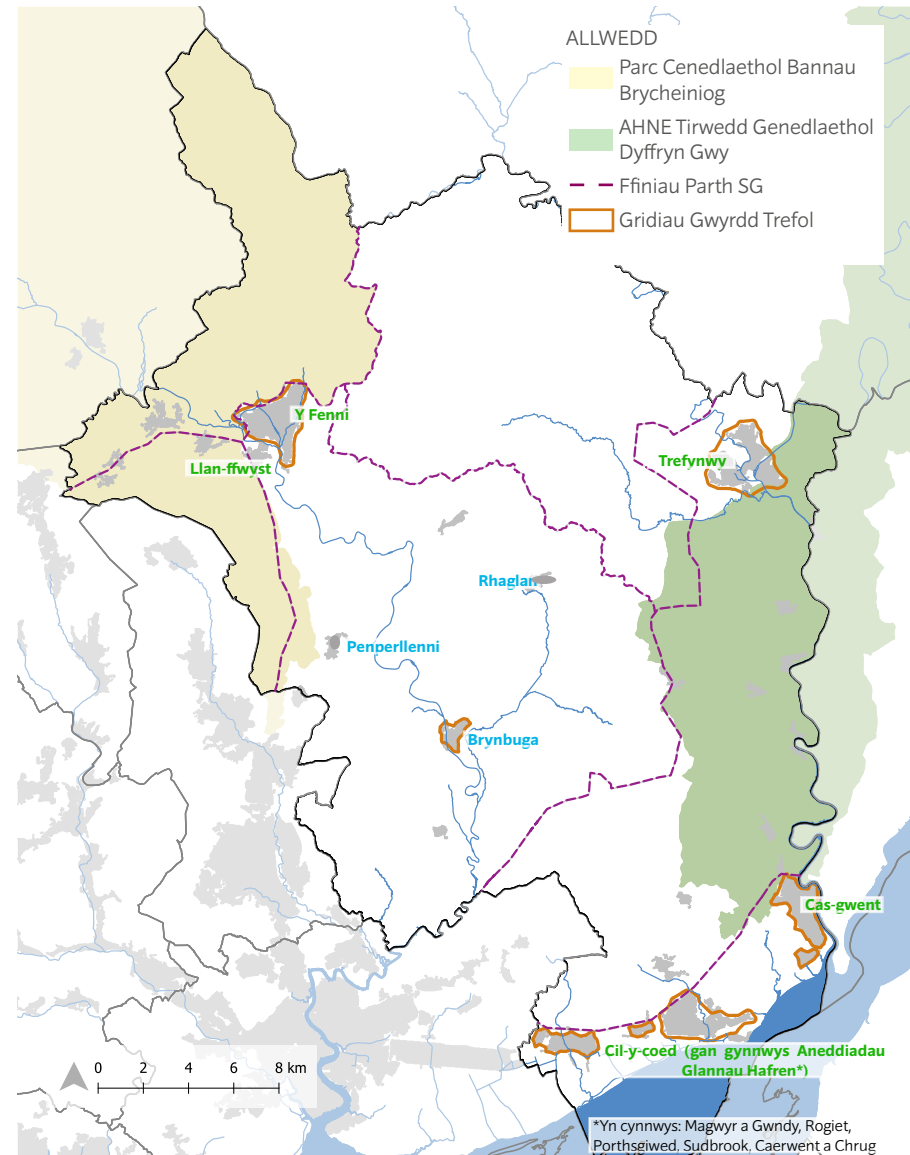 ALLWEDD
Parc Cenedlaethol Bannau
Brycheiniog
AHNE Tirwedd Genedlaethol
Dyffryn Gwy
Ffiniau Parth SG
Gridiau Gwyrdd Trefol
Y Fenni
Llan-ffwyst
Trefynwy
Rhaglan
Penperllenni
Brynbuga
Cas-gwent
Cil-y-coed (gan gynnwys Aneddiadau
Glannau Hafren*)
0 2 4 6 8 km
*Yn cynnwys: Magwyr a Gwndy, Rogiet,
Porthsgiwed, Sudbrook, Caerwent a Chrug